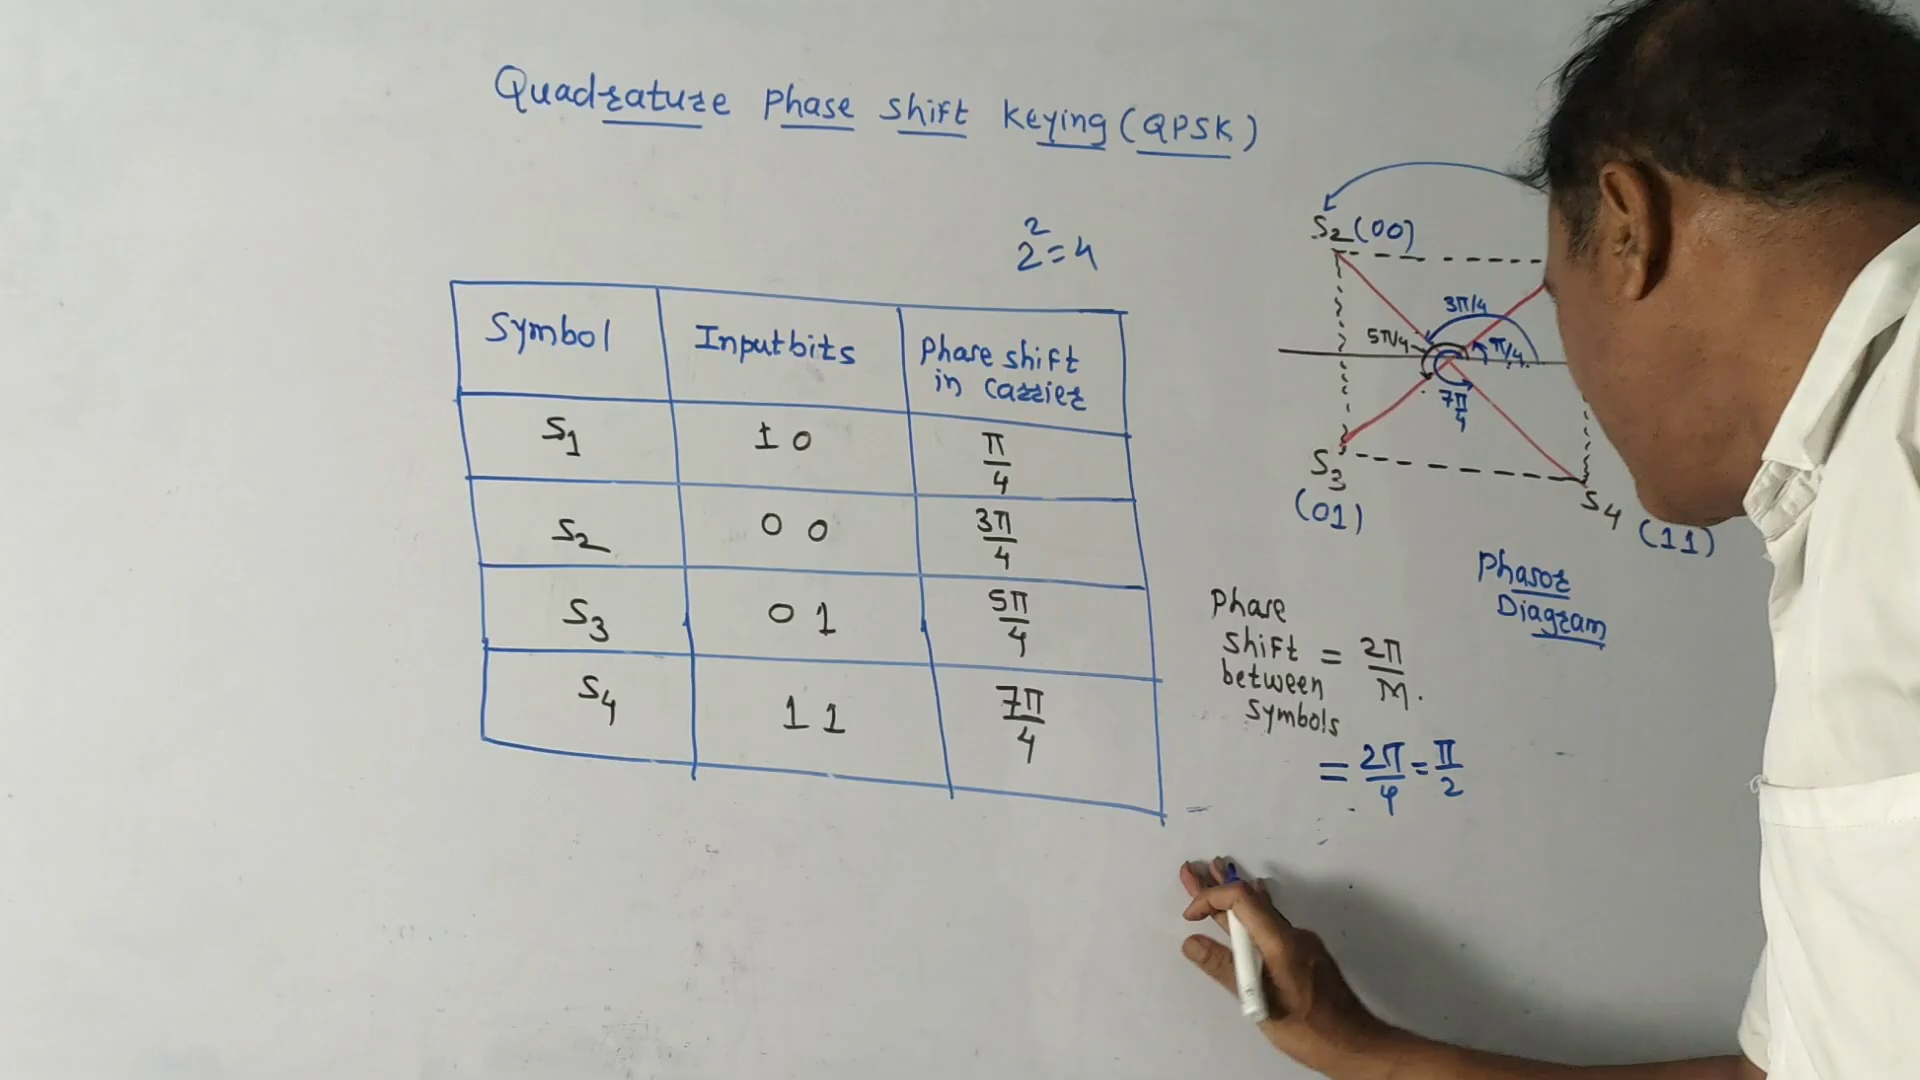 Quadrature Phase Shift Keying (QPSK)
2² = 4
Symbol Inputbits Phase shift
in carrier
S1 1 0 π/4
S2 0 0 3π/4
S3 0 1 5π/4
S4 1 1 7π/4
S2 (00)
3π/4
5π/4 π/4
7π/4
S3
(01)
S4 (11)
Phasor
Diagram
Phase
shift = 2π/M.
between
symbols
= 2π/4 = π/2